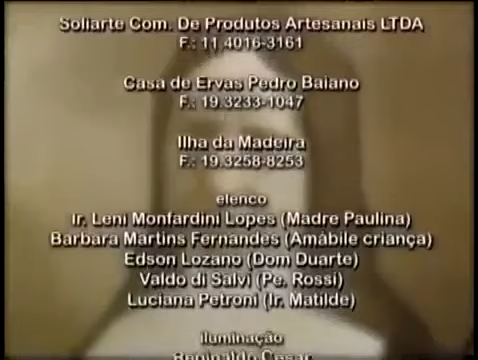 Soliarte Com. De Produtos Artesanais LTDA
F.: 11.4016-3161
Casa de Ervas Pedro Baiano
F.: 19.3233-1047
Ilha da Madeira
F.: 19.3258-8253
elenco
Ir. Leni Monfardini Lopes (Madre Paulina)
Barbara Martins Fernandes (Amábile criança)
Edson Lozano (Dom Duarte)
Valdo di Salvi (Pe. Rossi)
Luciana Petroni (Ir. Matilde)
iluminação
Reginaldo Cesar